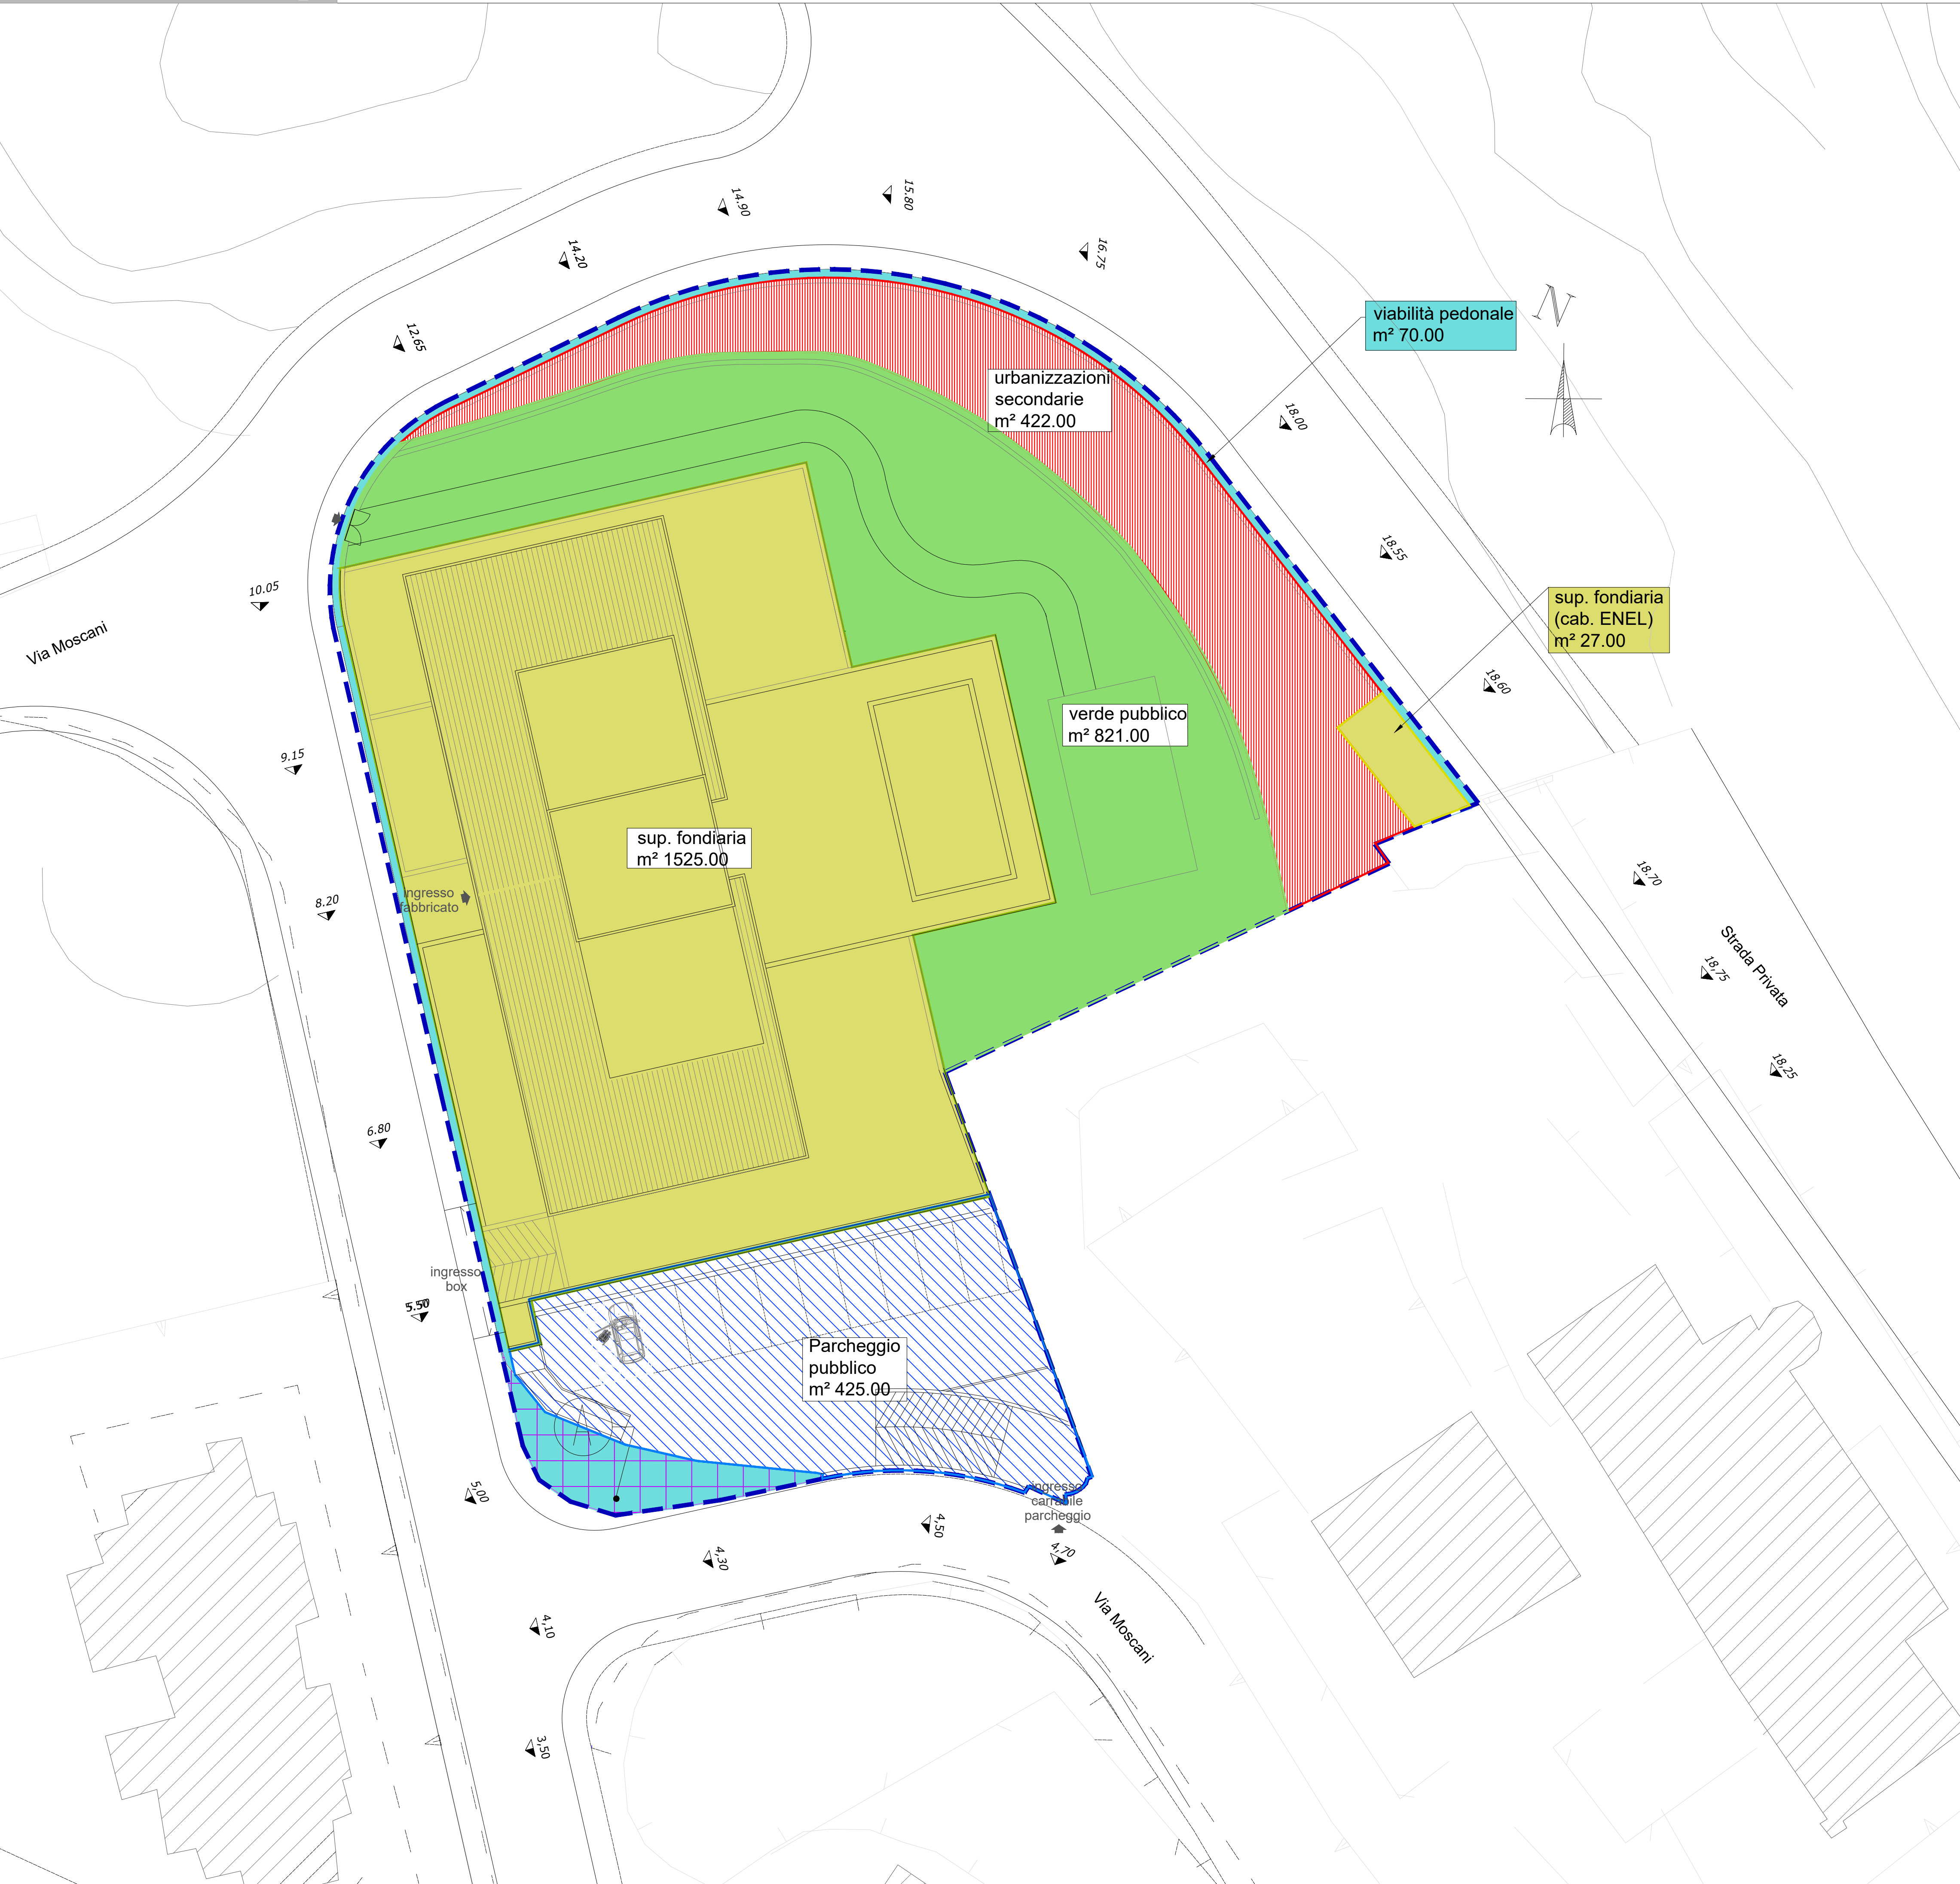 15.80
14.90
14.20
16.75
N
viabilità pedonale
m² 70.00
12.65
urbanizzazioni
secondarie
m² 422.00
18.00
18.55
10.05
sup. fondiaria
(cab. ENEL)
m² 27.00
Via Moscani
18.60
verde pubblico
m² 821.00
9.15
sup. fondiaria
m² 1525.00
18.70
ingresso
fabbricato
8.20
Strada Privata
18,75
18,25
6.80
ingresso
box
5.50
Parcheggio
pubblico
m² 425.00
A
5,00
ingresso
carrabile
parcheggio
4,50
4,30
4,70
4,10
Via Moscani
3,50